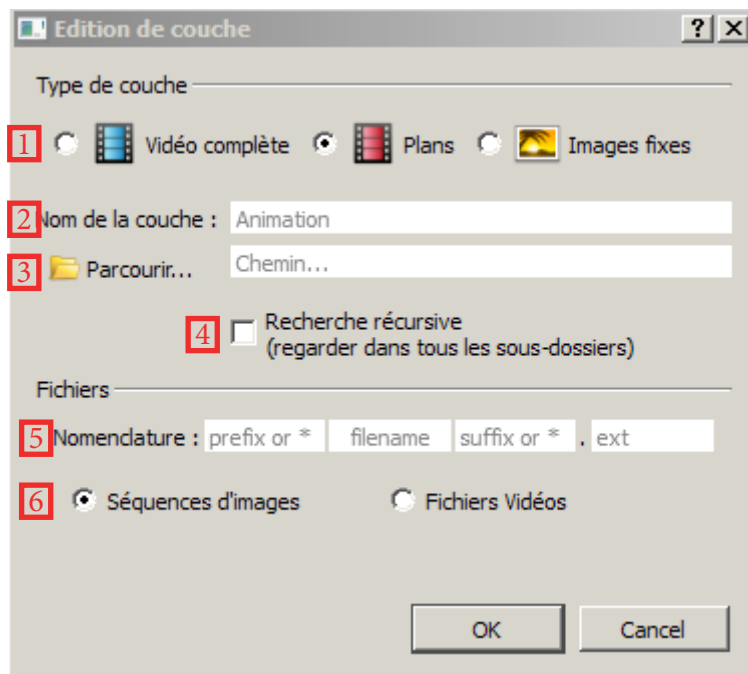 Edition de couche
Type de couche
1 Vidéo complète Plans Images fixes
2 Nom de la couche : Animation
3 Parcourir... Chemin...
4 Recherche récursive
(regarder dans tous les sous-dossiers)
Fichiers
5 Nomenclature : prefix or * filename suffix or * . ext
6 Séquences d'images Fichiers Vidéos
OK Cancel